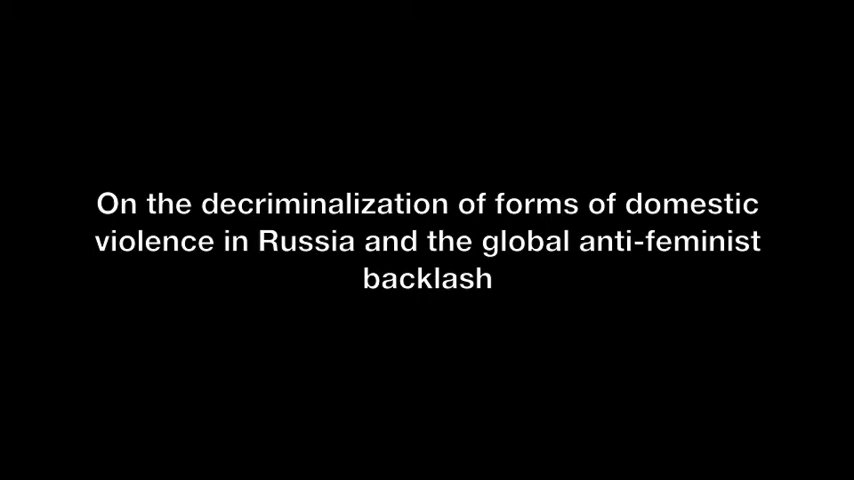 On the decriminalization of forms of domestic
violence in Russia and the global anti-feminist
backlash